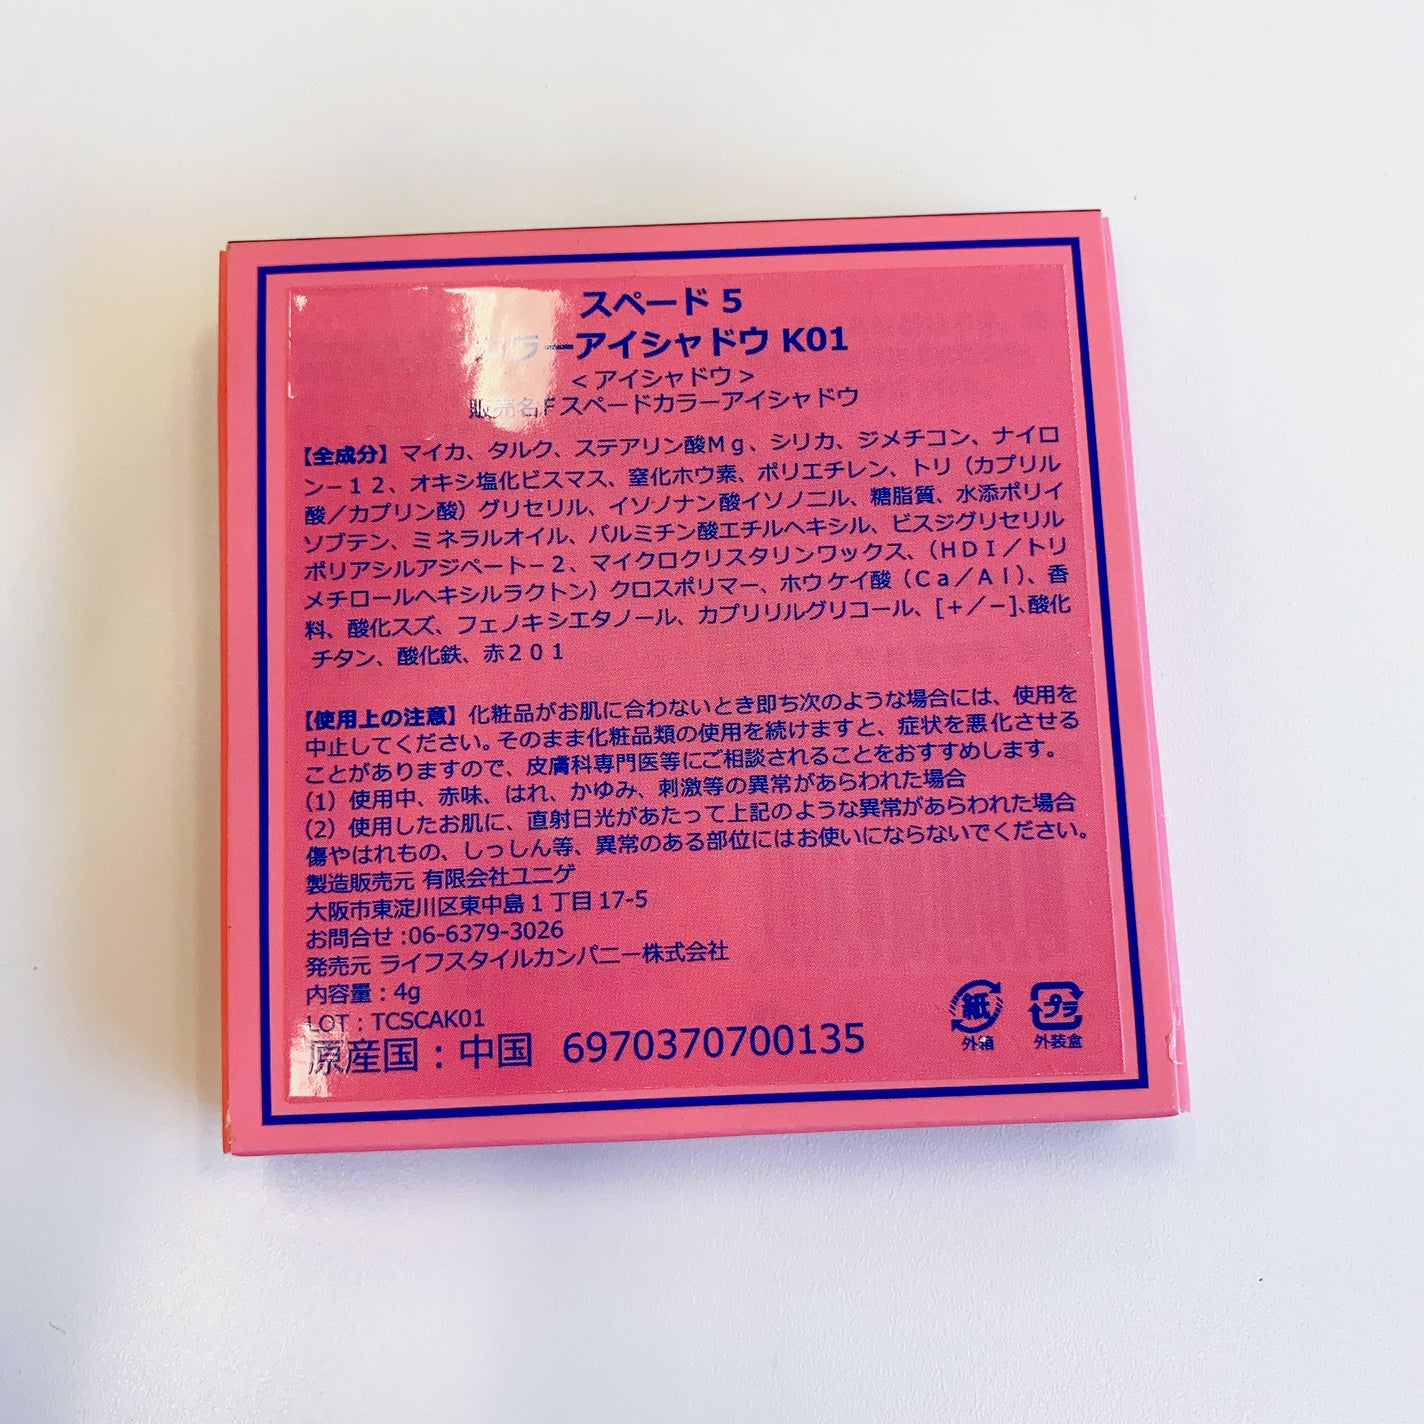 スペード 5
カラーアイシャドウ K01
＜アイシャドウ＞
販売名Fスペードカラーアイシャドウ
【全成分】マイカ、タルク、ステアリン酸Mｇ、シリカ、ジメチコン、ナイロ
ン－１２、オキシ塩化ビスマス、窒化ホウ素、ポリエチレン、トリ（カプリル
酸／カプリン酸）グリセリル、イソノナン酸イソノニル、糖脂質、水添ポリイ
ソブテン、ミネラルオイル、パルミチン酸エチルヘキシル、ビスジグリセリル
ポリアシルアジペート－２、マイクロクリスタリンワックス、（ＨＤＩ／トリ
メチロールヘキシルラクトン）クロスポリマー、ホウケイ酸（Ｃａ／Ａｌ）、香
料、酸化スズ、フェノキシエタノール、カプリリルグリコール、［＋／－］、酸化
チタン、酸化鉄、赤２０１
【使用上の注意】化粧品がお肌に合わないとき即ち次のような場合には、使用を
中止してください。そのまま化粧品類の使用を続けますと、症状を悪化させる
ことがありますので、皮膚科専門医等にご相談されることをおすすめします。
（1）使用中、赤味、はれ、かゆみ、刺激等の異常があらわれた場合
（2）使用したお肌に、直射日光があたって上記のような異常があらわれた場合
傷やはれもの、しっしん等、異常のある部位にはお使いにならないでください。
製造販売元 有限会社ユニゲ
大阪市東淀川区東中島１丁目17-5
お問合せ:06-6379-3026
発売元 ライフスタイルカンパニー株式会社
内容量：4g
LOT：TCSCAK01
原産国：中国 6970370700135
紙 プラ
外箱 外装盒